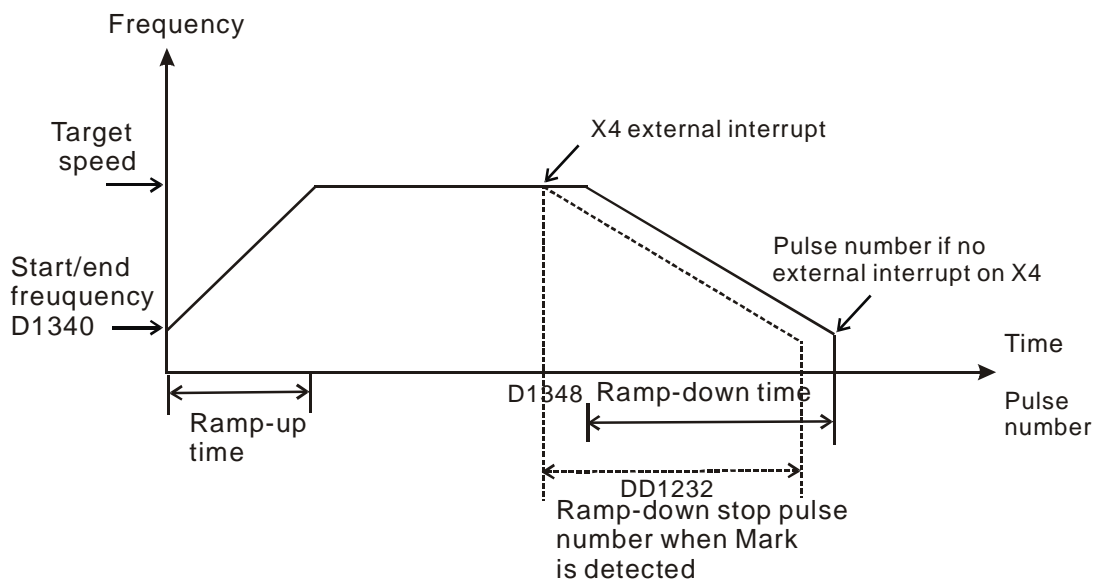 Frequency
Target
speed
X4 external interrupt
Pulse number if no
external interrupt on X4
Start/end
freuquency
D1340
Time
D1348
Ramp-down time
Pulse
number
Ramp-up
time
DD1232
Ramp-down stop pulse
number when Mark
is detected